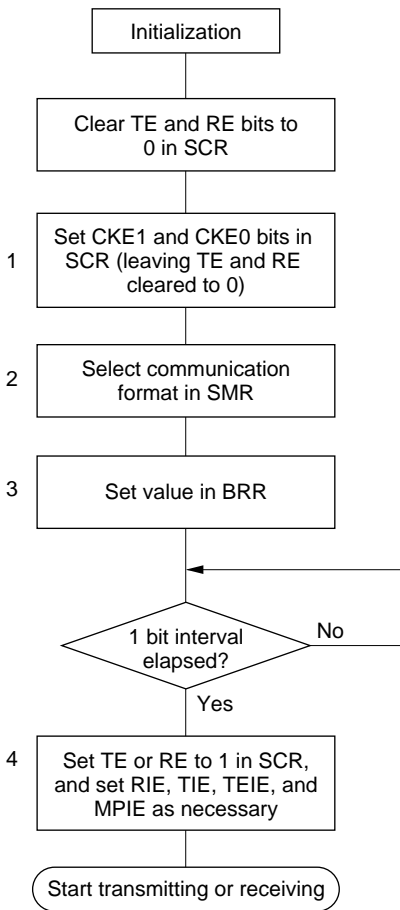 Initialization
Clear TE and RE bits to
0 in SCR
1
Set CKE1 and CKE0 bits in
SCR (leaving TE and RE
cleared to 0)
2
Select communication
format in SMR
3
Set value in BRR
1 bit interval
elapsed?
No
Yes
4
Set TE or RE to 1 in SCR,
and set RIE, TIE, TEIE, and
MPIE as necessary
Start transmitting or receiving